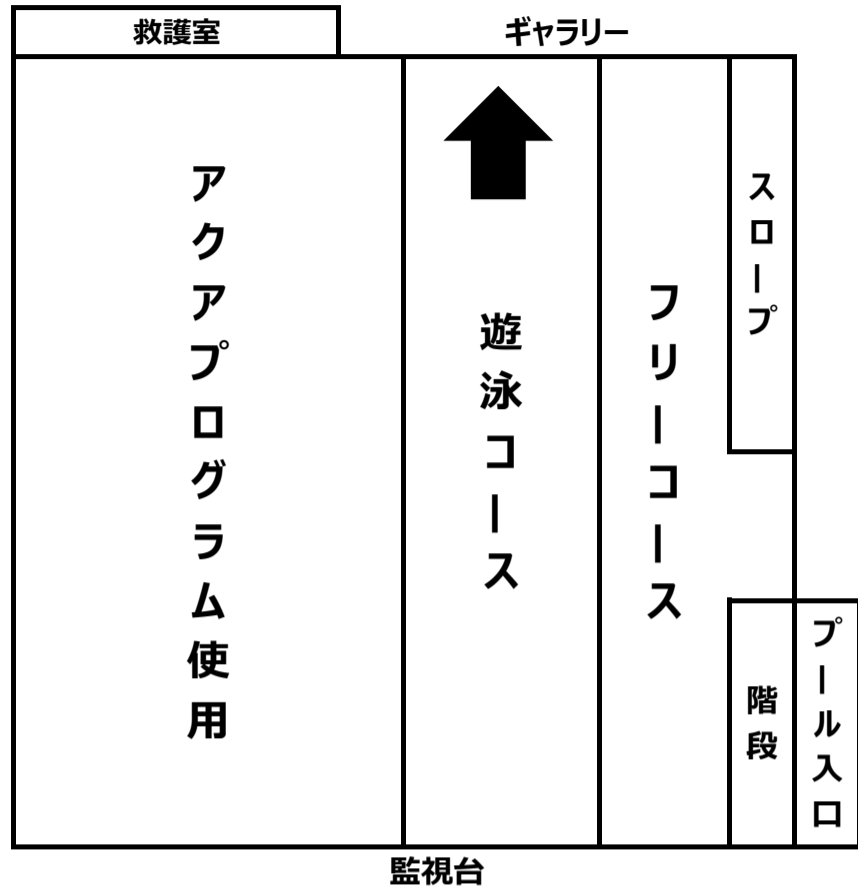 救護室
ギャラリー
アクアプログラム使用
遊泳コース
フリーコース
スロープ
階段
プール入口
監視台